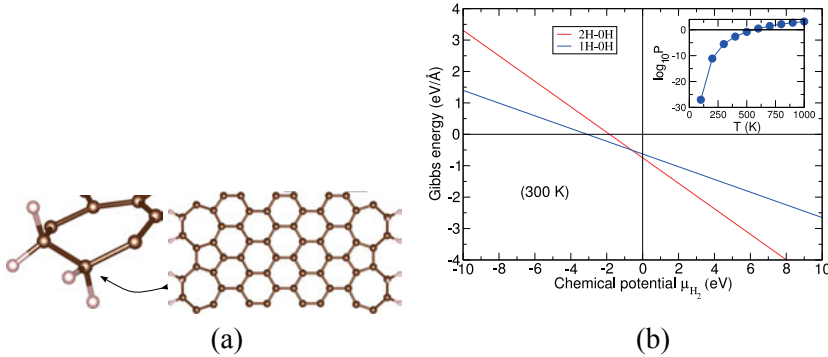 2H-0H
1H-0H
Gibbs energy (eV/Å)
4
3
2
1
0
-1
-2
-3
-4
(300 K)
-10 -8 -6 -4 -2 0 2 4 6 8 10
Chemical potential μH₂ (eV)
log₁₀P
0
-10
-20
-30
0 250 500 750 1000
T (K)
(a)
(b)